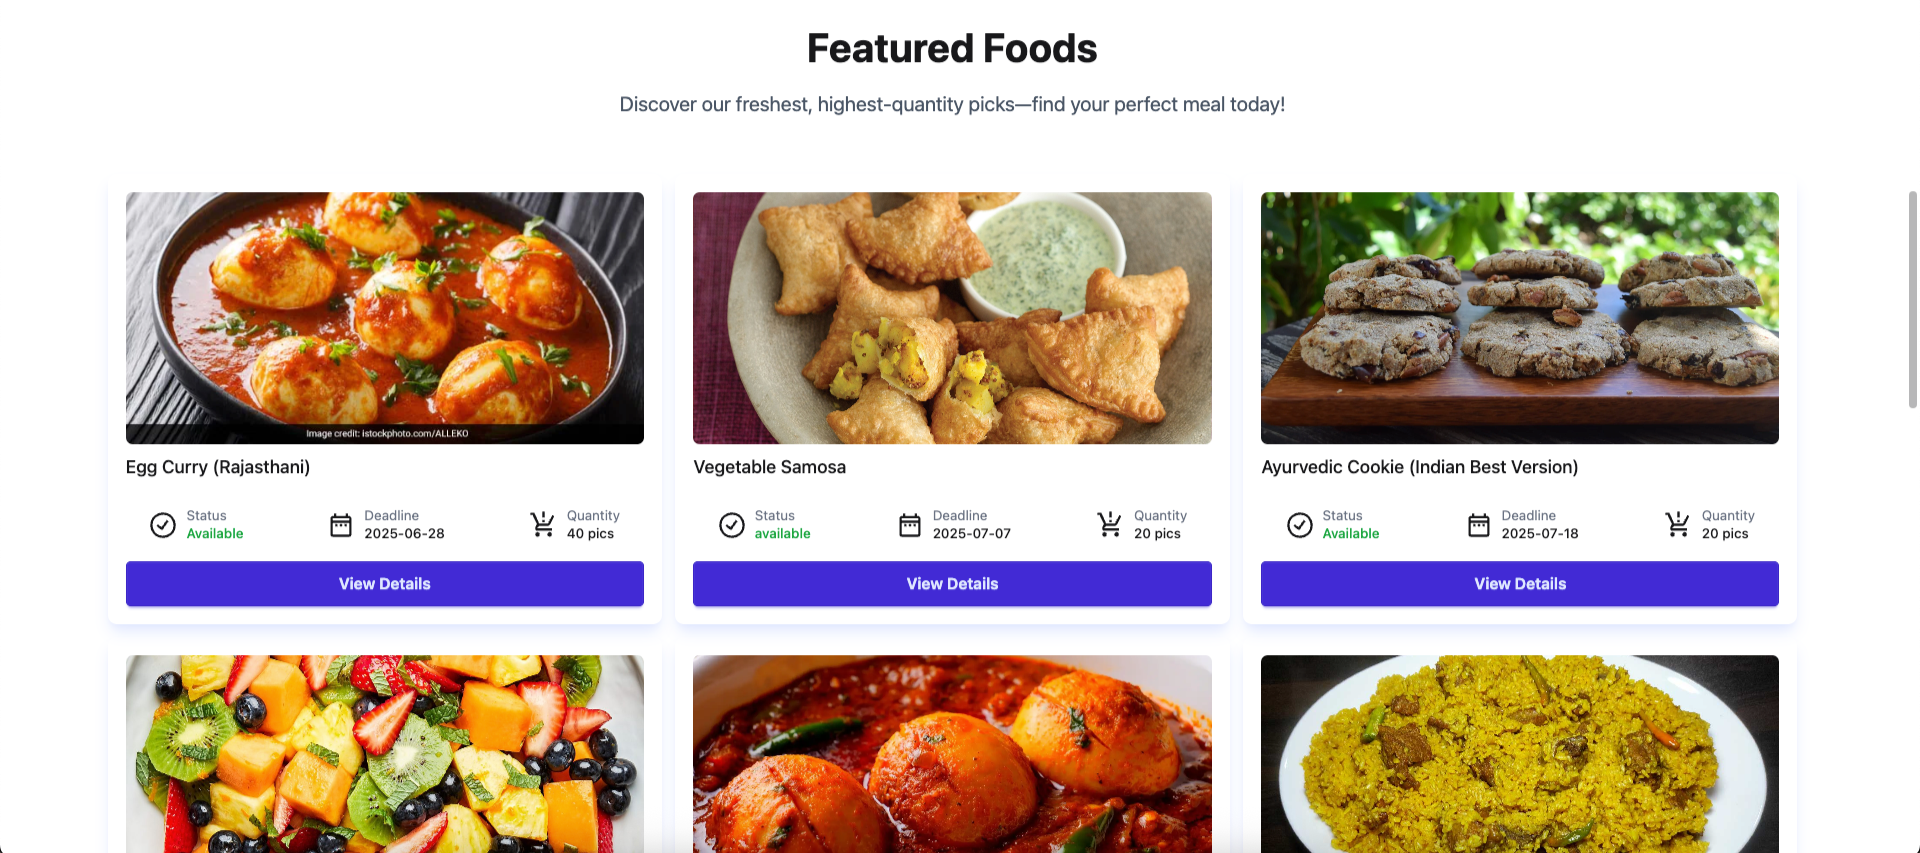 Featured Foods
Discover our freshest, highest-quantity picks—find your perfect meal today!
Image credit: istockphoto.com/ALLEKO
Egg Curry (Rajasthani)
Status
Available
Deadline
2025-06-28
Quantity
40 pics
View Details
Vegetable Samosa
Status
available
Deadline
2025-07-07
Quantity
20 pics
View Details
Ayurvedic Cookie (Indian Best Version)
Status
Available
Deadline
2025-07-18
Quantity
20 pics
View Details